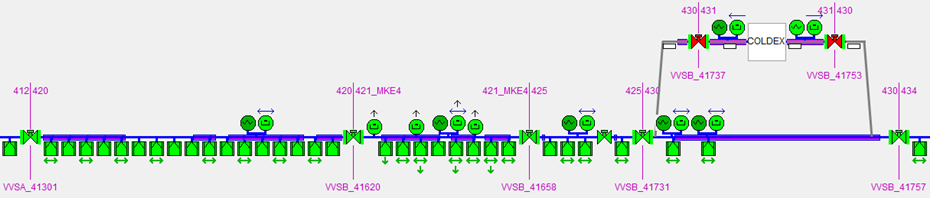 430 431
431 430
COLDEX
VVSB_41737
VVSB_41753
412 420
420 421_MKE4
421_MKE4 425
425 430
430 434
VVSA_41301
VVSB_41620
VVSB_41658
VVSB_41731
VVSB_41757